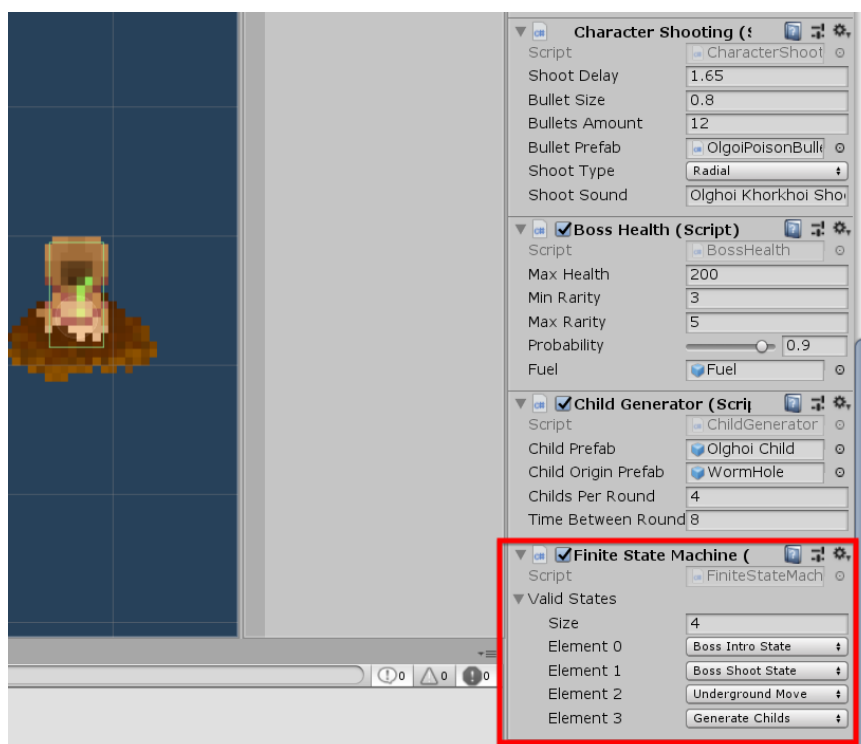 Character Shooting (S
Script CharacterShoot
Shoot Delay 1.65
Bullet Size 0.8
Bullets Amount 12
Bullet Prefab OlgoiPoisonBulle
Shoot Type Radial
Shoot Sound Olghoi Khorkhoi Shoo
Boss Health (Script)
Script BossHealth
Max Health 200
Min Rarity 3
Max Rarity 5
Probability 0.9
Fuel Fuel
Child Generator (Scrip
Script ChildGenerator
Child Prefab Olghoi Child
Child Origin Prefab WormHole
Childs Per Round 4
Time Between Round 8
Finite State Machine (
Script FiniteStateMach
Valid States
Size 4
Element 0 Boss Intro State
Element 1 Boss Shoot State
Element 2 Underground Move
Element 3 Generate Childs
0 0 0